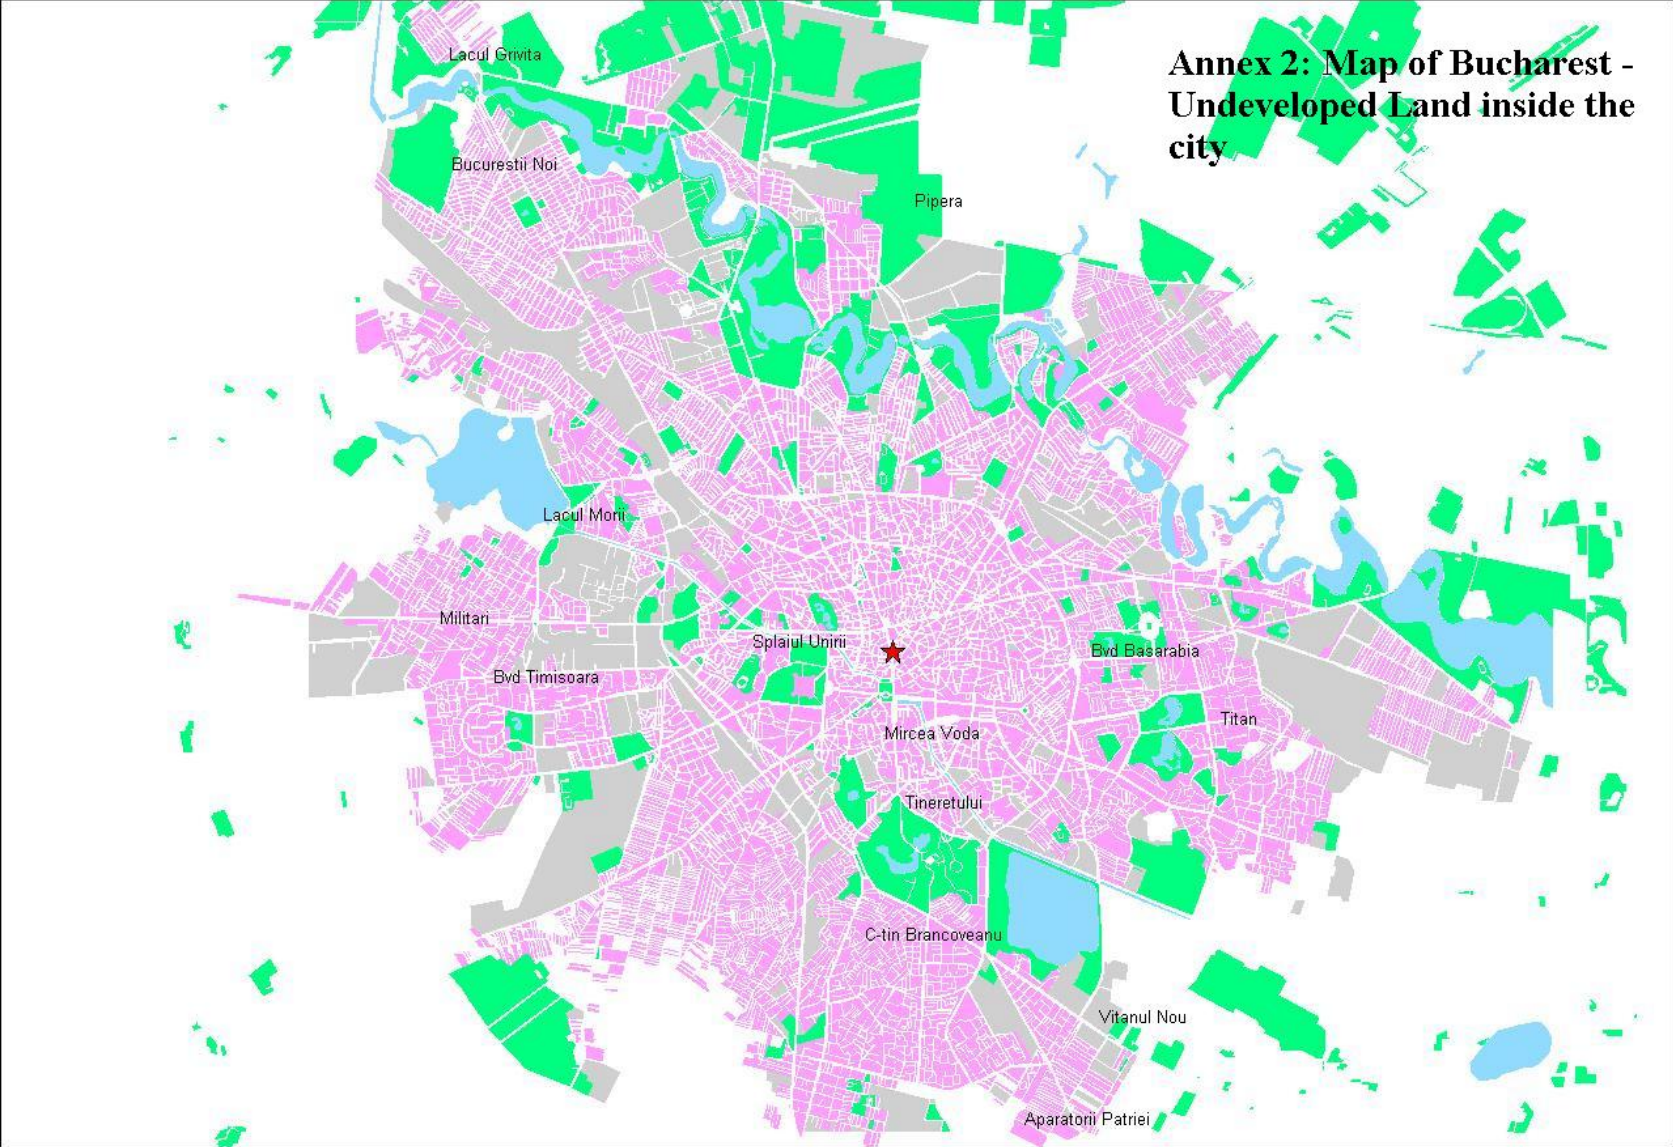 Annex 2: Map of Bucharest -
Undeveloped Land inside the
city
Lacul Grivita
Bucurestii Noi
Pipera
Lacul Morii
Militari
Splaiul Unirii
Bvd Basarabia
Bvd Timisoara
Titan
Mircea Voda
Tineretului
C-tin Brancoveanu
Vitanul Nou
Aparatorii Patriei